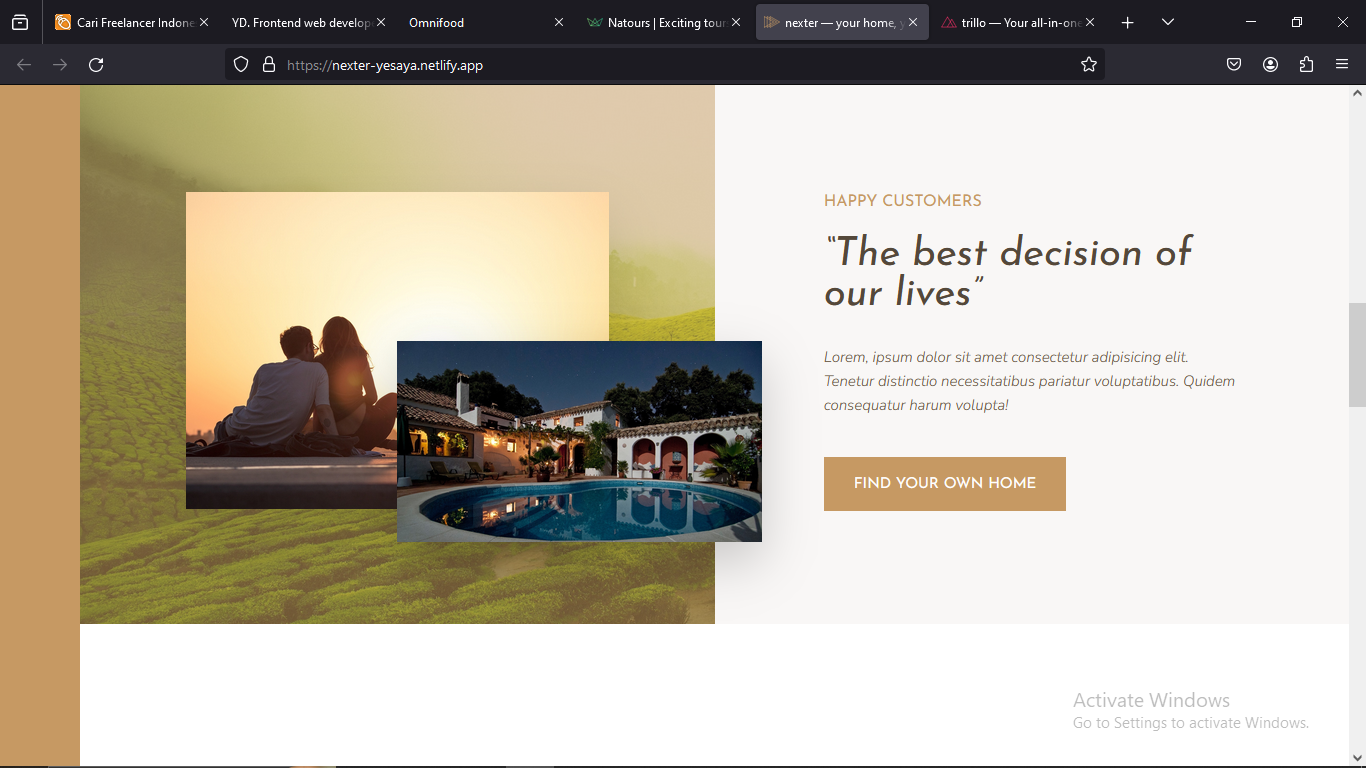 Cari Freelancer Indone
YD. Frontend web develop
Omnifood
Natours | Exciting tour
nexter — your home, y
trillo — Your all-in-one
https://nexter-yesaya.netlify.app
HAPPY CUSTOMERS
“The best decision of
our lives”
Lorem, ipsum dolor sit amet consectetur adipisicing elit.
Tenetur distinctio necessitatibus pariatur voluptatibus. Quidem
consequatur harum volupta!
FIND YOUR OWN HOME
Activate Windows
Go to Settings to activate Windows.